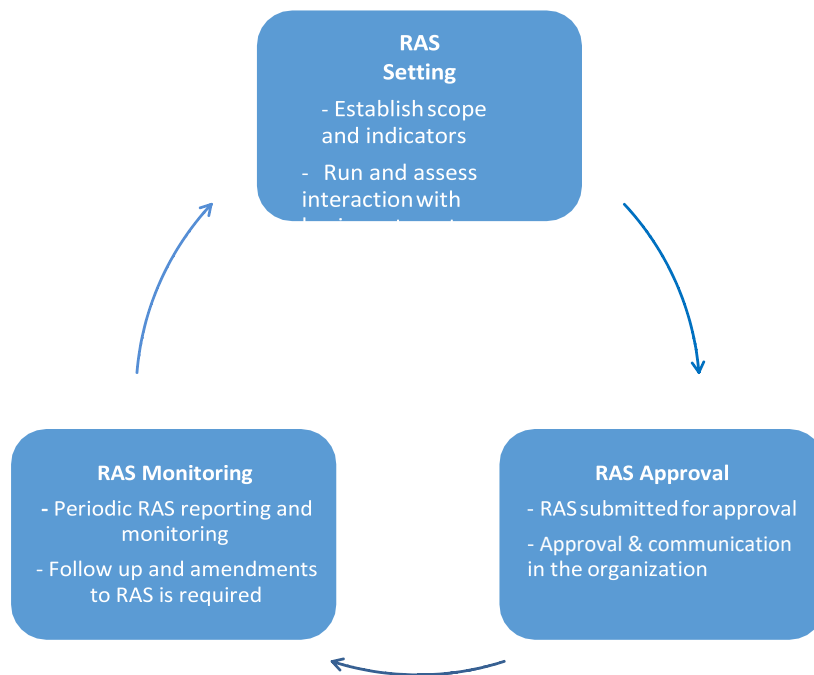 RAS
Setting
- Establish scope
and indicators
- Run and assess
interaction with
RAS Monitoring
- Periodic RAS reporting and
monitoring
- Follow up and amendments
to RAS is required
RAS Approval
- RAS submitted for approval
- Approval & communication
in the organization